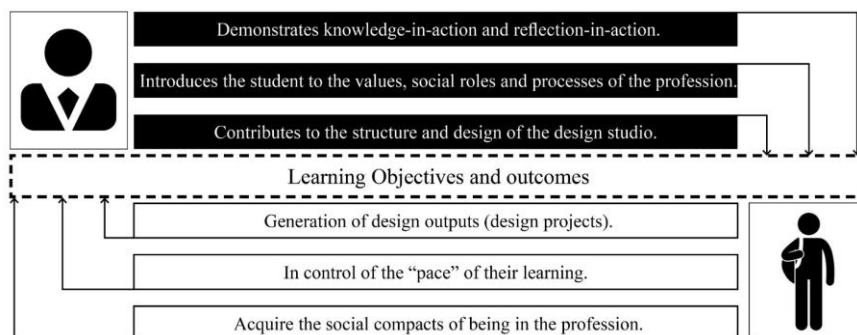 Demonstrates knowledge-in-action and reflection-in-action.
Introduces the student to the values, social roles and processes of the profession.
Contributes to the structure and design of the design studio.
Learning Objectives and outcomes
Generation of design outputs (design projects).
In control of the “pace” of their learning.
Acquire the social compacts of being in the profession.